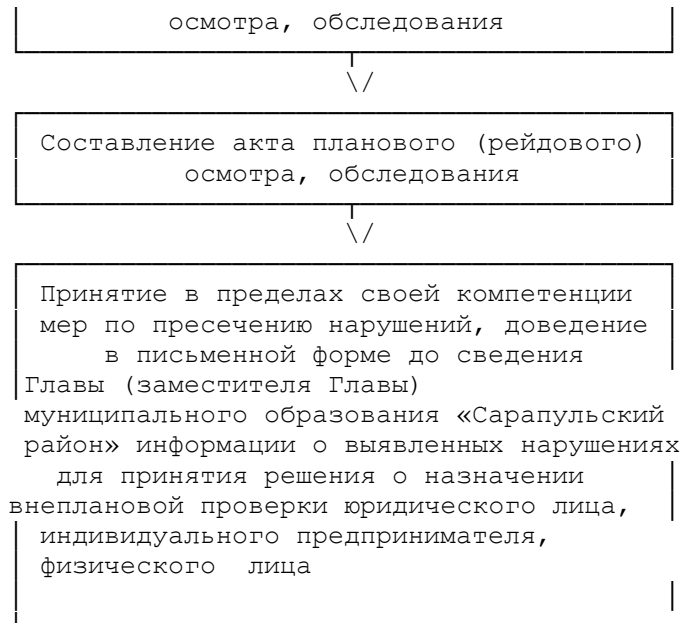 осмотра, обследования
\/
Составление акта планового (рейдового)
осмотра, обследования
\/
Принятие в пределах своей компетенции
мер по пресечению нарушений, доведение
в письменной форме до сведения
Главы (заместителя Главы)
муниципального образования «Сарапульский
район» информации о выявленных нарушениях
для принятия решения о назначении
внеплановой проверки юридического лица,
индивидуального предпринимателя,
физического лица